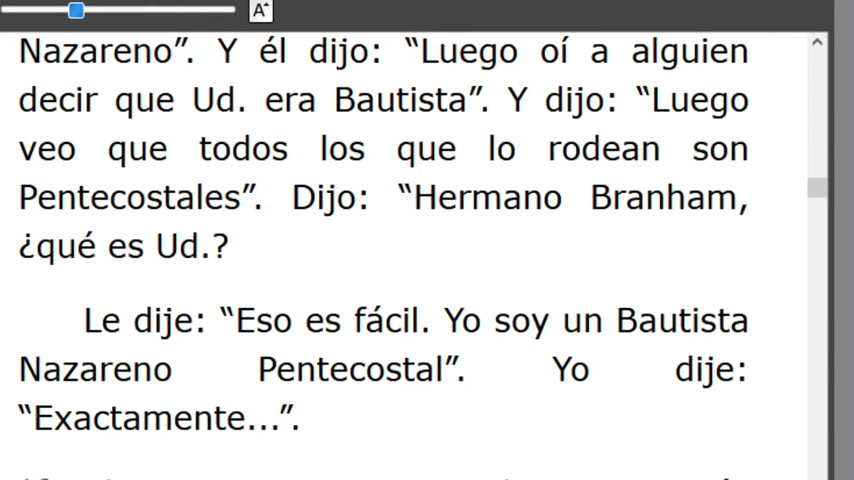 A
Nazareno”. Y él dijo: “Luego oí a alguien
decir que Ud. era Bautista”. Y dijo: “Luego
veo que todos los que lo rodean son
Pentecostales”. Dijo: “Hermano Branham,
¿qué es Ud.?
Le dije: “Eso es fácil. Yo soy un Bautista
Nazareno Pentecostal”. Yo dije:
“Exactamente...”.